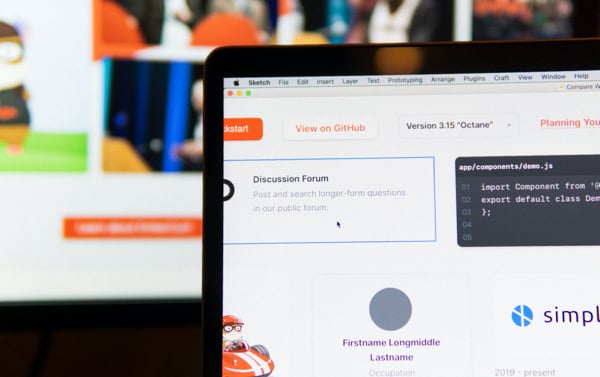 Sketch File Edit Insert Layer Text Prototyping Arrange Plugins Craft View Window Help
Compare W
ckstart
View on GitHub
Version 3.15 "Octane"
Planning You
Discussion Forum
Post and search longer-form questions
in our public forum.
app/components/demo.js
01 import Component from '@
02 export default class Dem
03 };
04
05
Firstname Longmiddle
Lastname
Occupation
simpl
2019 - present